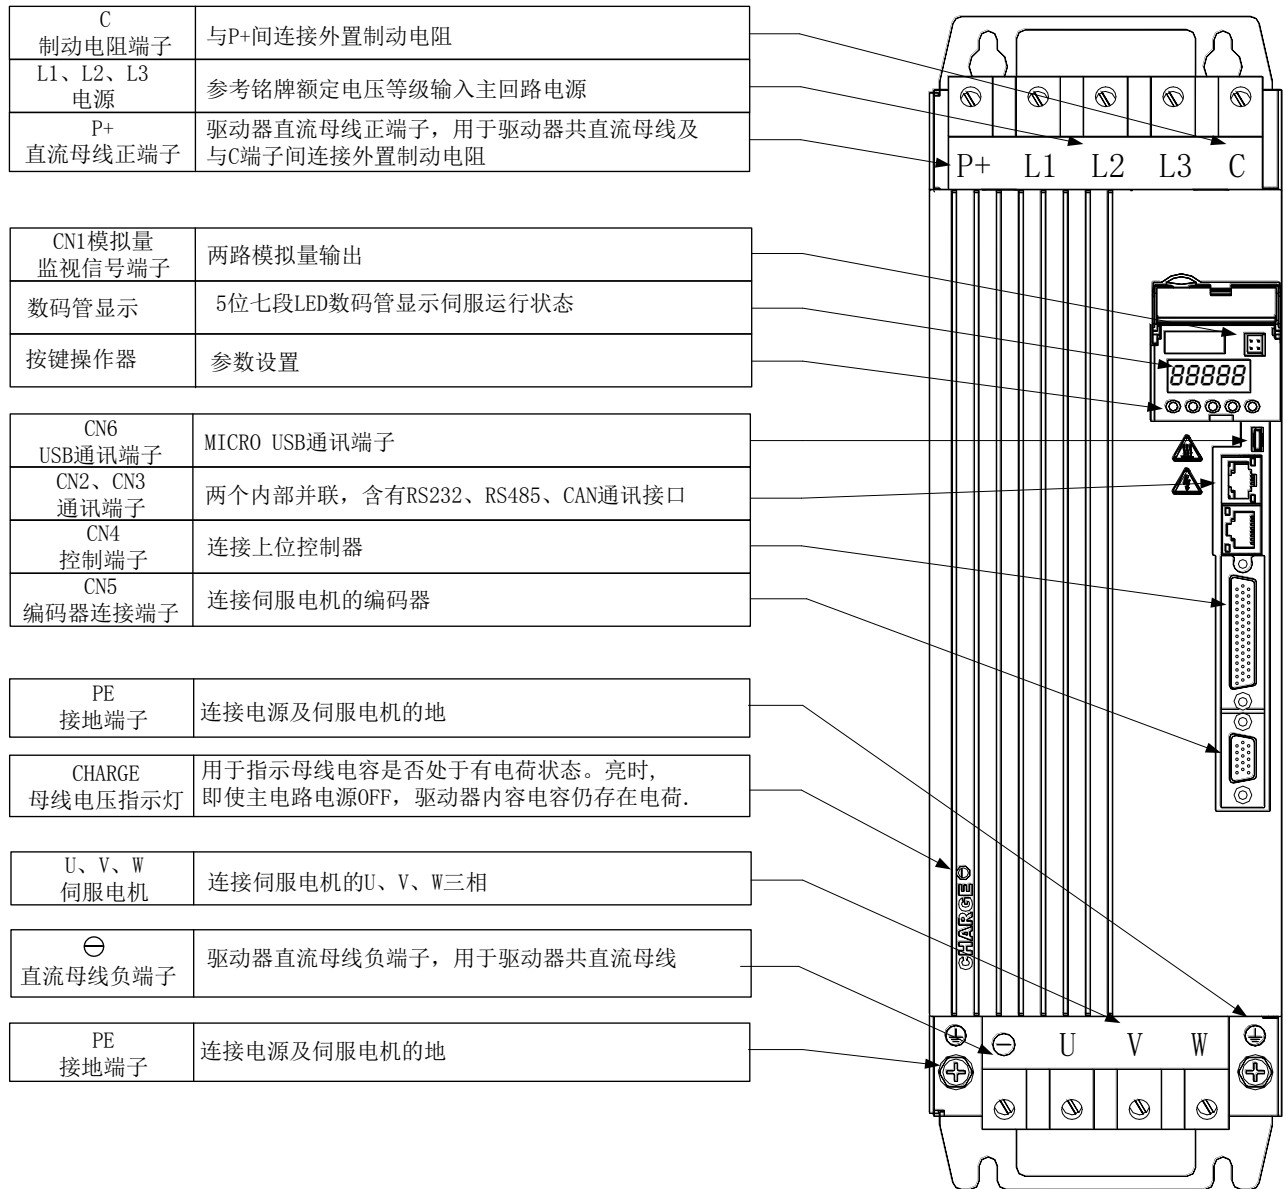 C
制动电阻端子
与P+间连接外置制动电阻
L1、L2、L3
电源
参考铭牌额定电压等级输入主回路电源
P+
直流母线正端子
驱动器直流母线正端子，用于驱动器共直流母线及
与C端子间连接外置制动电阻
P+ L1 L2 L3 C
CN1模拟量
监视信号端子
两路模拟量输出
数码管显示
5位七段LED数码管显示伺服运行状态
按键操作器
参数设置
88888
CN6
USB通讯端子
MICRO USB通讯端子
CN2、CN3
通讯端子
两个内部并联，含有RS232、RS485、CAN通讯接口
CN4
控制端子
连接上位控制器
CN5
编码器连接端子
连接伺服电机的编码器
PE
接地端子
连接电源及伺服电机的地
CHARGE
母线电压指示灯
用于指示母线电容是否处于有电荷状态。亮时,
即使主电路电源OFF，驱动器内容电容仍存在电荷.
CHARGE
U、V、W
伺服电机
连接伺服电机的U、V、W三相
⊖
直流母线负端子
驱动器直流母线负端子，用于驱动器共直流母线
⊖ U V W
PE
接地端子
连接电源及伺服电机的地